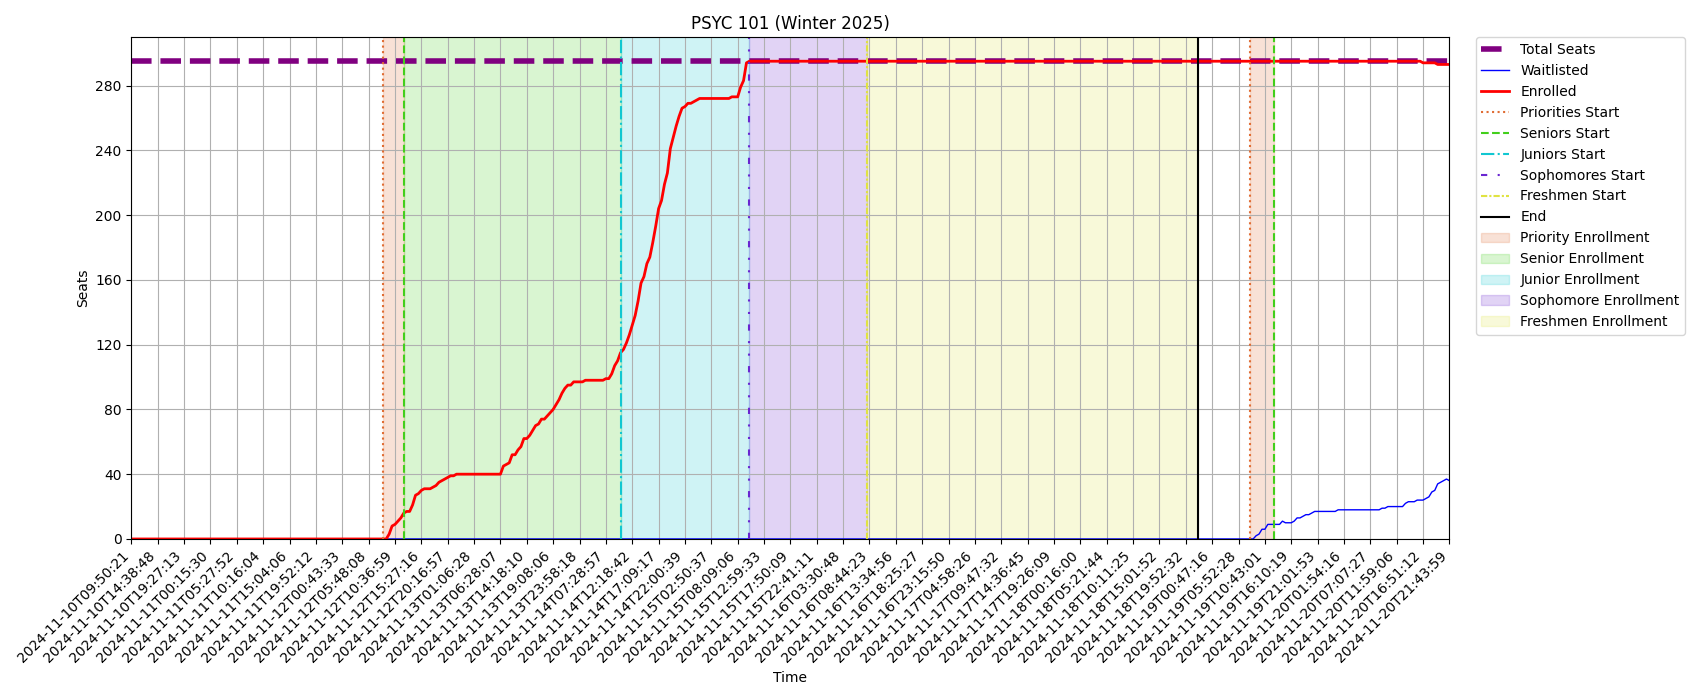 PSYC 101 (Winter 2025)
Seats
280
240
200
160
120
80
40
0
2024-11-10T09:50:21
2024-11-10T14:38:48
2024-11-10T19:27:13
2024-11-11T00:15:30
2024-11-11T05:27:52
2024-11-11T10:16:04
2024-11-11T15:04:06
2024-11-11T19:52:12
2024-11-12T00:43:33
2024-11-12T05:48:08
2024-11-12T10:36:59
2024-11-12T15:27:16
2024-11-12T20:16:57
2024-11-13T01:06:28
2024-11-13T06:28:07
2024-11-13T14:18:10
2024-11-13T19:08:06
2024-11-13T23:58:18
2024-11-14T07:28:57
2024-11-14T12:18:42
2024-11-14T17:09:17
2024-11-14T22:00:39
2024-11-15T02:50:37
2024-11-15T08:09:06
2024-11-15T12:59:33
2024-11-15T17:50:09
2024-11-15T22:41:11
2024-11-16T03:30:48
2024-11-16T08:44:23
2024-11-16T13:34:56
2024-11-16T18:25:27
2024-11-16T23:15:50
2024-11-17T04:58:26
2024-11-17T09:47:32
2024-11-17T14:36:45
2024-11-17T19:26:09
2024-11-18T00:16:00
2024-11-18T05:21:44
2024-11-18T10:11:25
2024-11-18T15:01:52
2024-11-18T19:52:32
2024-11-19T00:47:16
2024-11-19T05:52:28
2024-11-19T10:43:01
2024-11-19T16:10:19
2024-11-19T21:01:53
2024-11-20T01:54:16
2024-11-20T07:07:27
2024-11-20T11:59:06
2024-11-20T16:51:12
2024-11-20T21:43:59
Time
Total Seats
Waitlisted
Enrolled
Priorities Start
Seniors Start
Juniors Start
Sophomores Start
Freshmen Start
End
Priority Enrollment
Senior Enrollment
Junior Enrollment
Sophomore Enrollment
Freshmen Enrollment